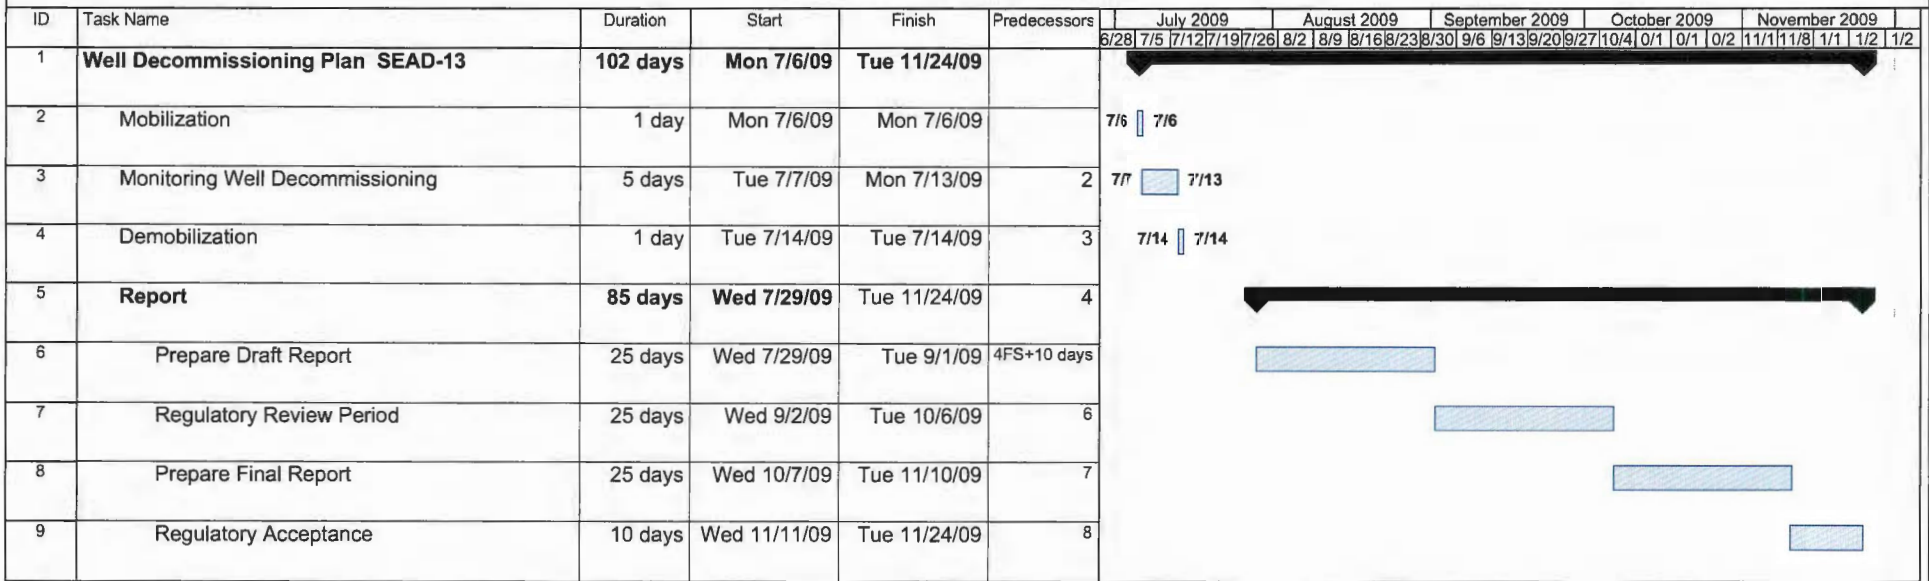 ID Task Name Duration Start Finish Predecessors July 2009 August 2009 September 2009 October 2009 November 2009
6/28 7/5 7/12 7/19 7/26 8/2 8/9 8/16 8/23 8/30 9/6 9/13 9/20 9/27 10/4 0/1 0/1 0/2 11/1 11/8 1/1 1/2 1/2
1 Well Decommissioning Plan SEAD-13 102 days Mon 7/6/09 Tue 11/24/09
2 Mobilization 1 day Mon 7/6/09 Mon 7/6/09 7/6 7/6
3 Monitoring Well Decommissioning 5 days Tue 7/7/09 Mon 7/13/09 2 7/7 7/13
4 Demobilization 1 day Tue 7/14/09 Tue 7/14/09 3 7/14 7/14
5 Report 85 days Wed 7/29/09 Tue 11/24/09 4
6 Prepare Draft Report 25 days Wed 7/29/09 Tue 9/1/09 4FS+10 days
7 Regulatory Review Period 25 days Wed 9/2/09 Tue 10/6/09 6
8 Prepare Final Report 25 days Wed 10/7/09 Tue 11/10/09 7
9 Regulatory Acceptance 10 days Wed 11/11/09 Tue 11/24/09 8